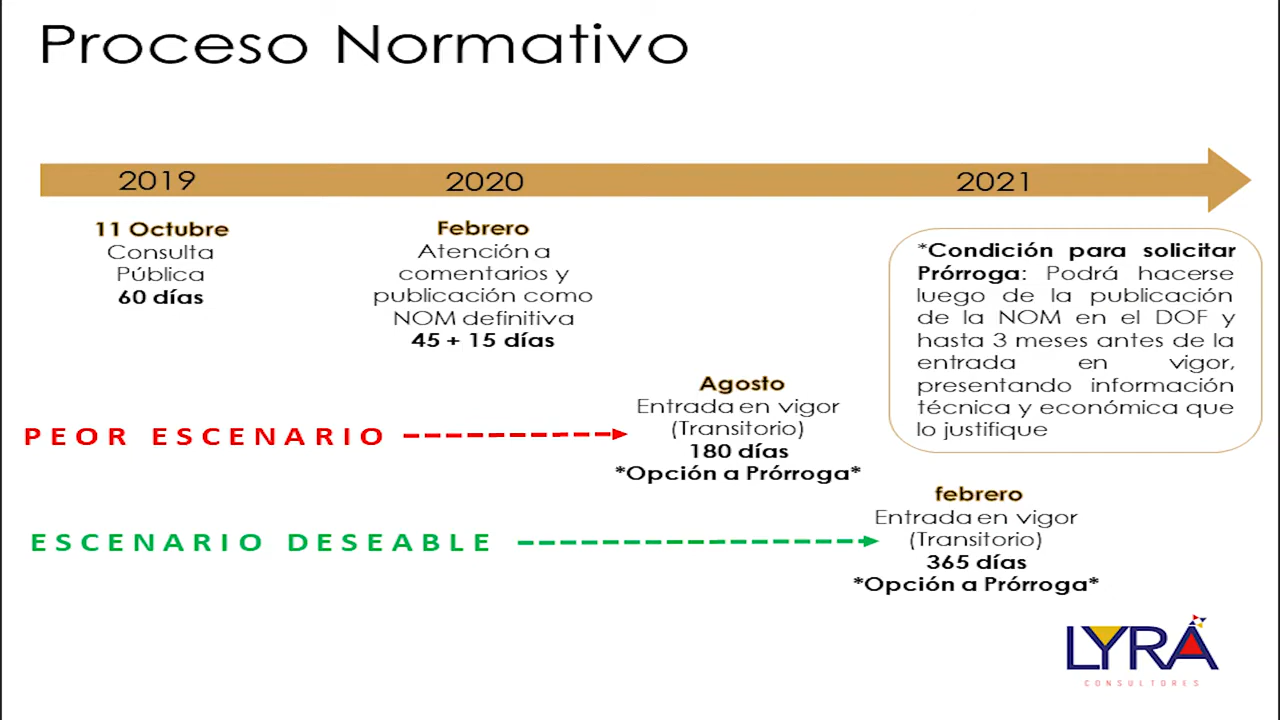 Proceso Normativo
2019
2020
2021
11 Octubre
Consulta
Pública
60 días
Febrero
Atención a
comentarios y
publicación como
NOM definitiva
45 + 15 días
*Condición para solicitar
Prórroga: Podrá hacerse
luego de la publicación
de la NOM en el DOF y
hasta 3 meses antes de la
entrada en vigor,
presentando información
técnica y económica que
lo justifique
PEOR ESCENARIO
Agosto
Entrada en vigor
(Transitorio)
180 días
*Opción a Prórroga*
ESCENARIO DESEABLE
febrero
Entrada en vigor
(Transitorio)
365 días
*Opción a Prórroga*
LYRA
CONSULTORES